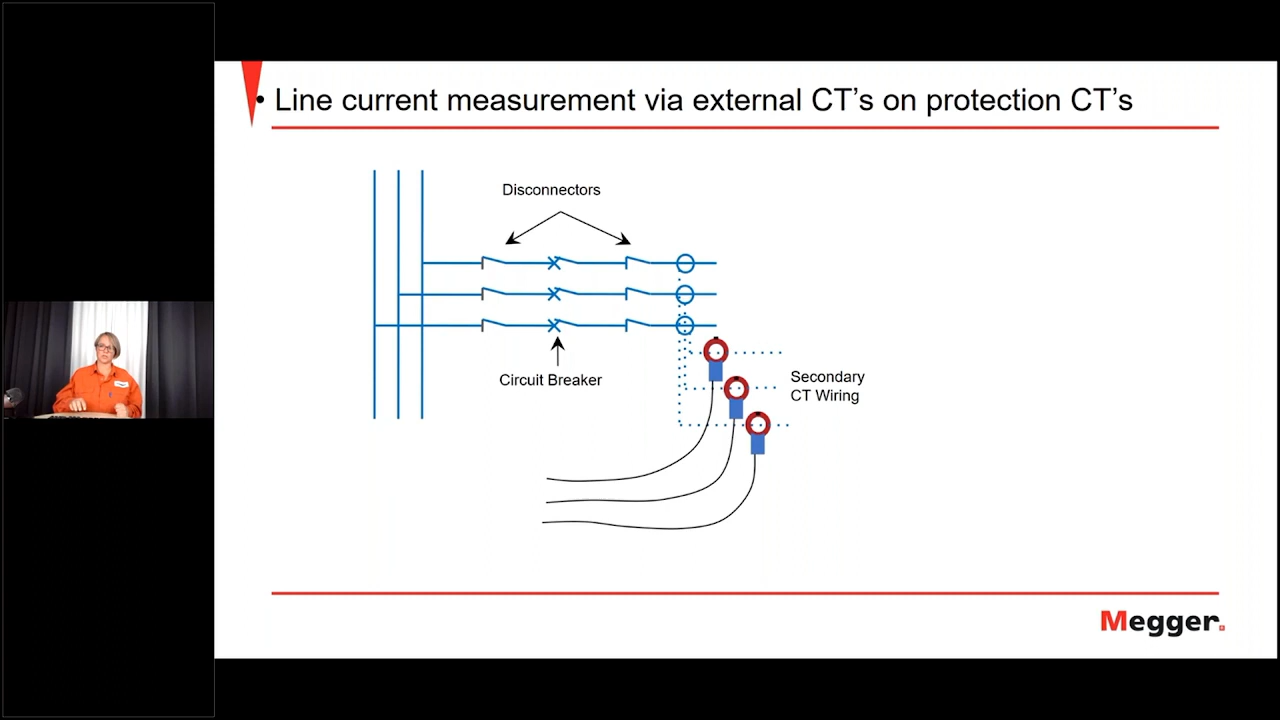 • Line current measurement via external CT's on protection CT's
Disconnectors
Circuit Breaker
Secondary
CT Wiring
Megger.